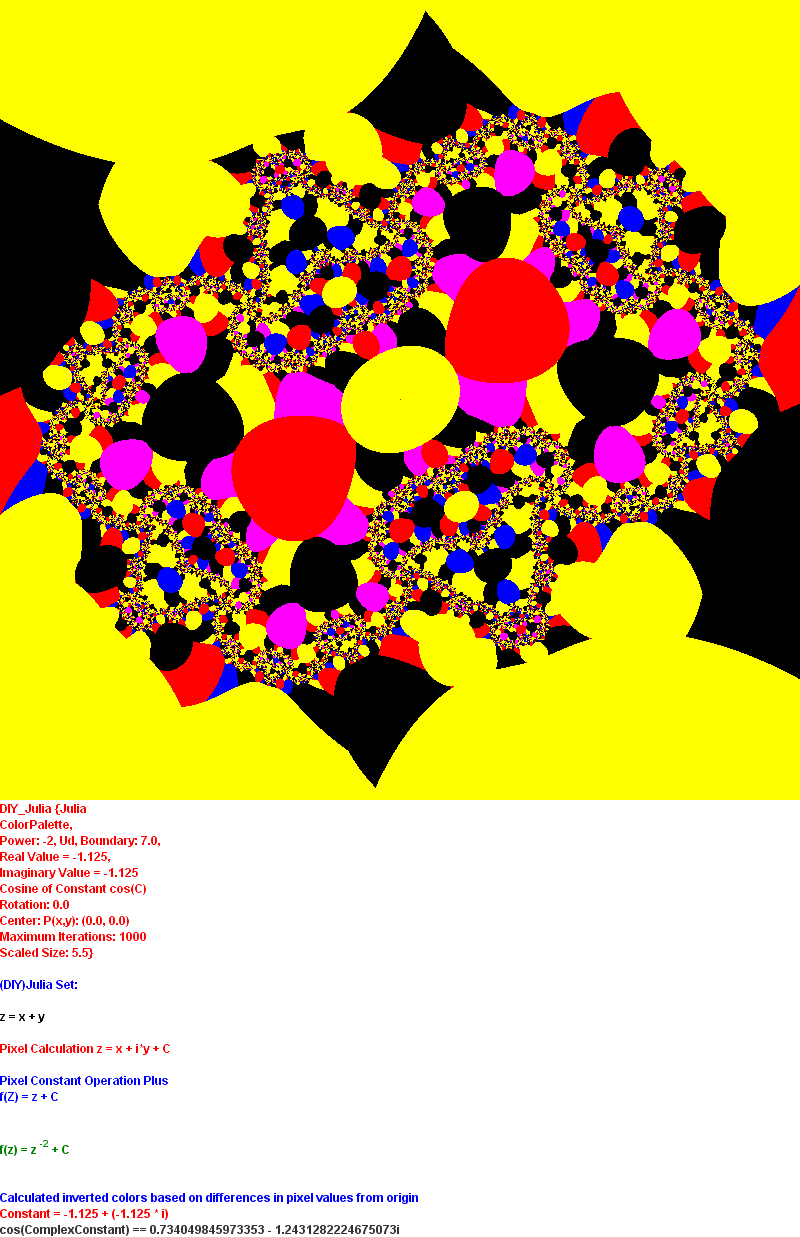 DIY_Julia {Julia
ColorPalette,
Power: -2, Ud, Boundary: 7.0,
Real Value = -1.125,
Imaginary Value = -1.125
Cosine of Constant cos(C)
Rotation: 0.0
Center: P(x,y): (0.0, 0.0)
Maximum Iterations: 1000
Scaled Size: 5.5}
(DIY)Julia Set:
z = x + y
Pixel Calculation z = x + i*y + C
Pixel Constant Operation Plus
f(Z) = z + C
f(z) = z -2 + C
Calculated inverted colors based on differences in pixel values from origin
Constant = -1.125 + (-1.125 * i)
cos(ComplexConstant) == 0.734049845973353 - 1.2431282224675073i